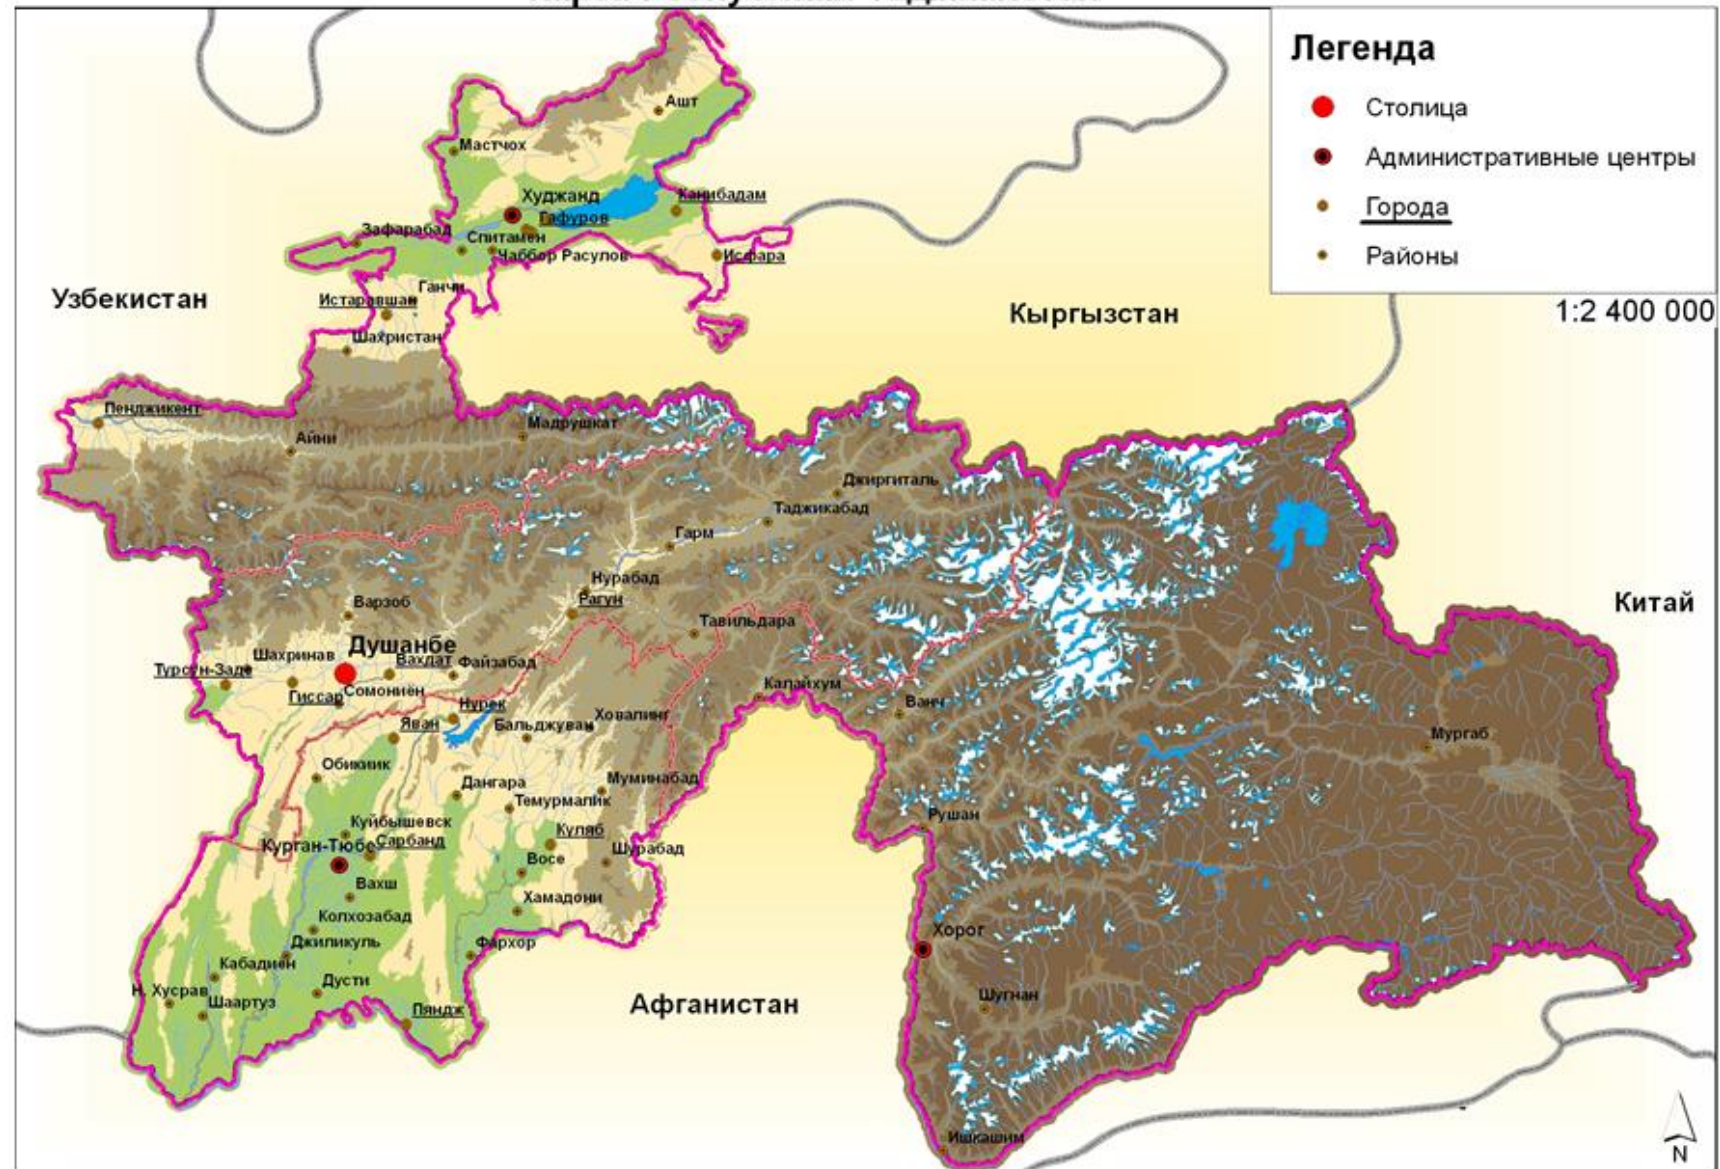 Легенда
Столица
Административные центры
Города
Районы
1:2 400 000
Ашт
Мастчох
Худжанд
Канибадам
Гафуров
Зафарабад
Спитамен
Чаббор Расулов
Исфара
Ганчи
Узбекистан
Истаравшан
Кыргызстан
Шахристан
Пенджикент
Мадрушкат
Айни
Джиргиталь
Таджикабад
Гарм
Нурабад
Рагун
Варзоб
Китай
Тавильдара
Душанбе
Шахринав
Вахдат
Файзабад
Турсун-Заде
Гиссар
Сомониён
Калайхум
Ванч
Нурек
Яван
Бальджуван
Ховалинг
Мургаб
Обикиик
Дангара
Муминабад
Темурмалик
Рушан
Куйбышевск
Куляб
Сарбанд
Курган-Тюбе
Шурабад
Восе
Вахш
Хамадони
Колхозабад
Хорог
Джиликуль
Фархор
Кабадиён
Н. Хусрав
Дусти
Шаартуз
Шугнан
Афганистан
Пяндж
Ишкашим
N